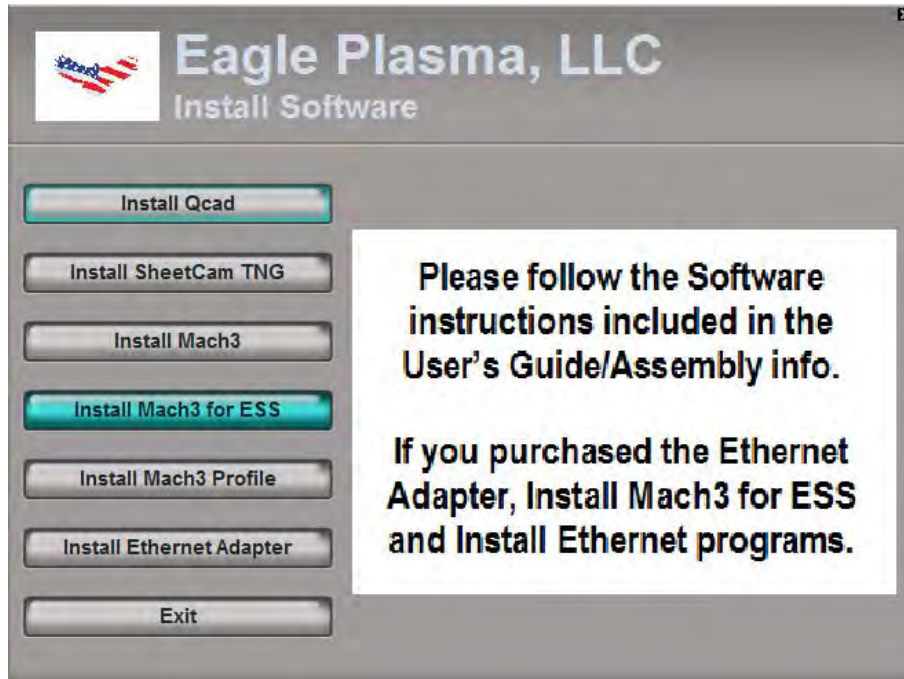 Eagle Plasma, LLC
Install Software
Install Qcad
Install SheetCam TNG
Install Mach3
Install Mach3 for ESS
Install Mach3 Profile
Install Ethernet Adapter
Exit
Please follow the Software
instructions included in the
User's Guide/Assembly info.
If you purchased the Ethernet
Adapter, Install Mach3 for ESS
and Install Ethernet programs.